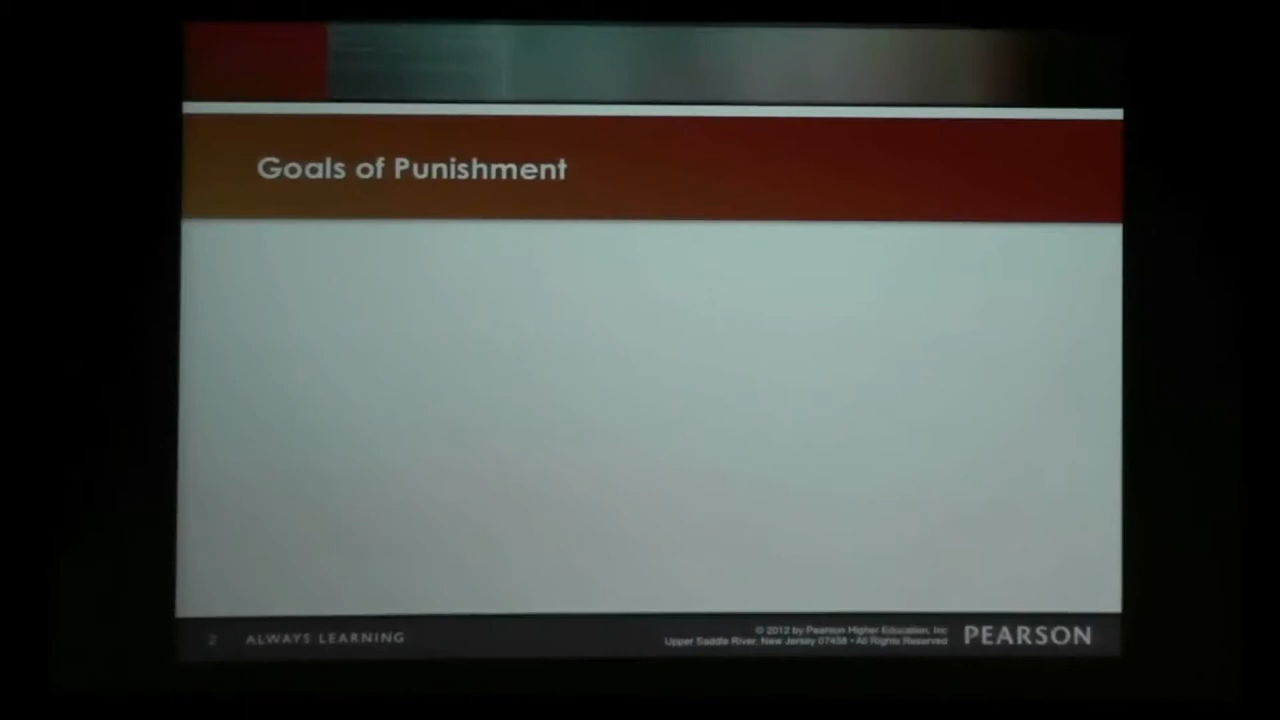 Goals of Punishment
2
ALWAYS LEARNING
© 2012 by Pearson Higher Education, Inc
Upper Saddle River, New Jersey 07458 • All Rights Reserved
PEARSON